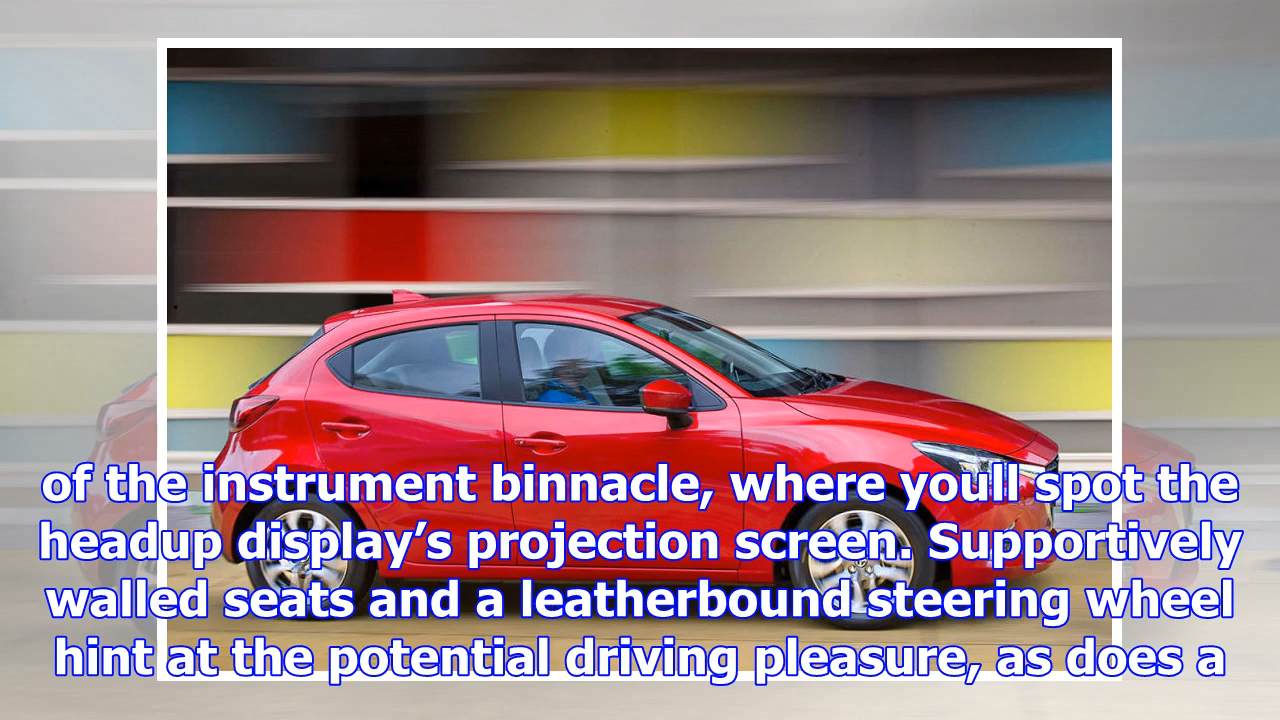 of the instrument binnacle, where youll spot the
headup display’s projection screen. Supportively
walled seats and a leatherbound steering wheel
hint at the potential driving pleasure, as does a